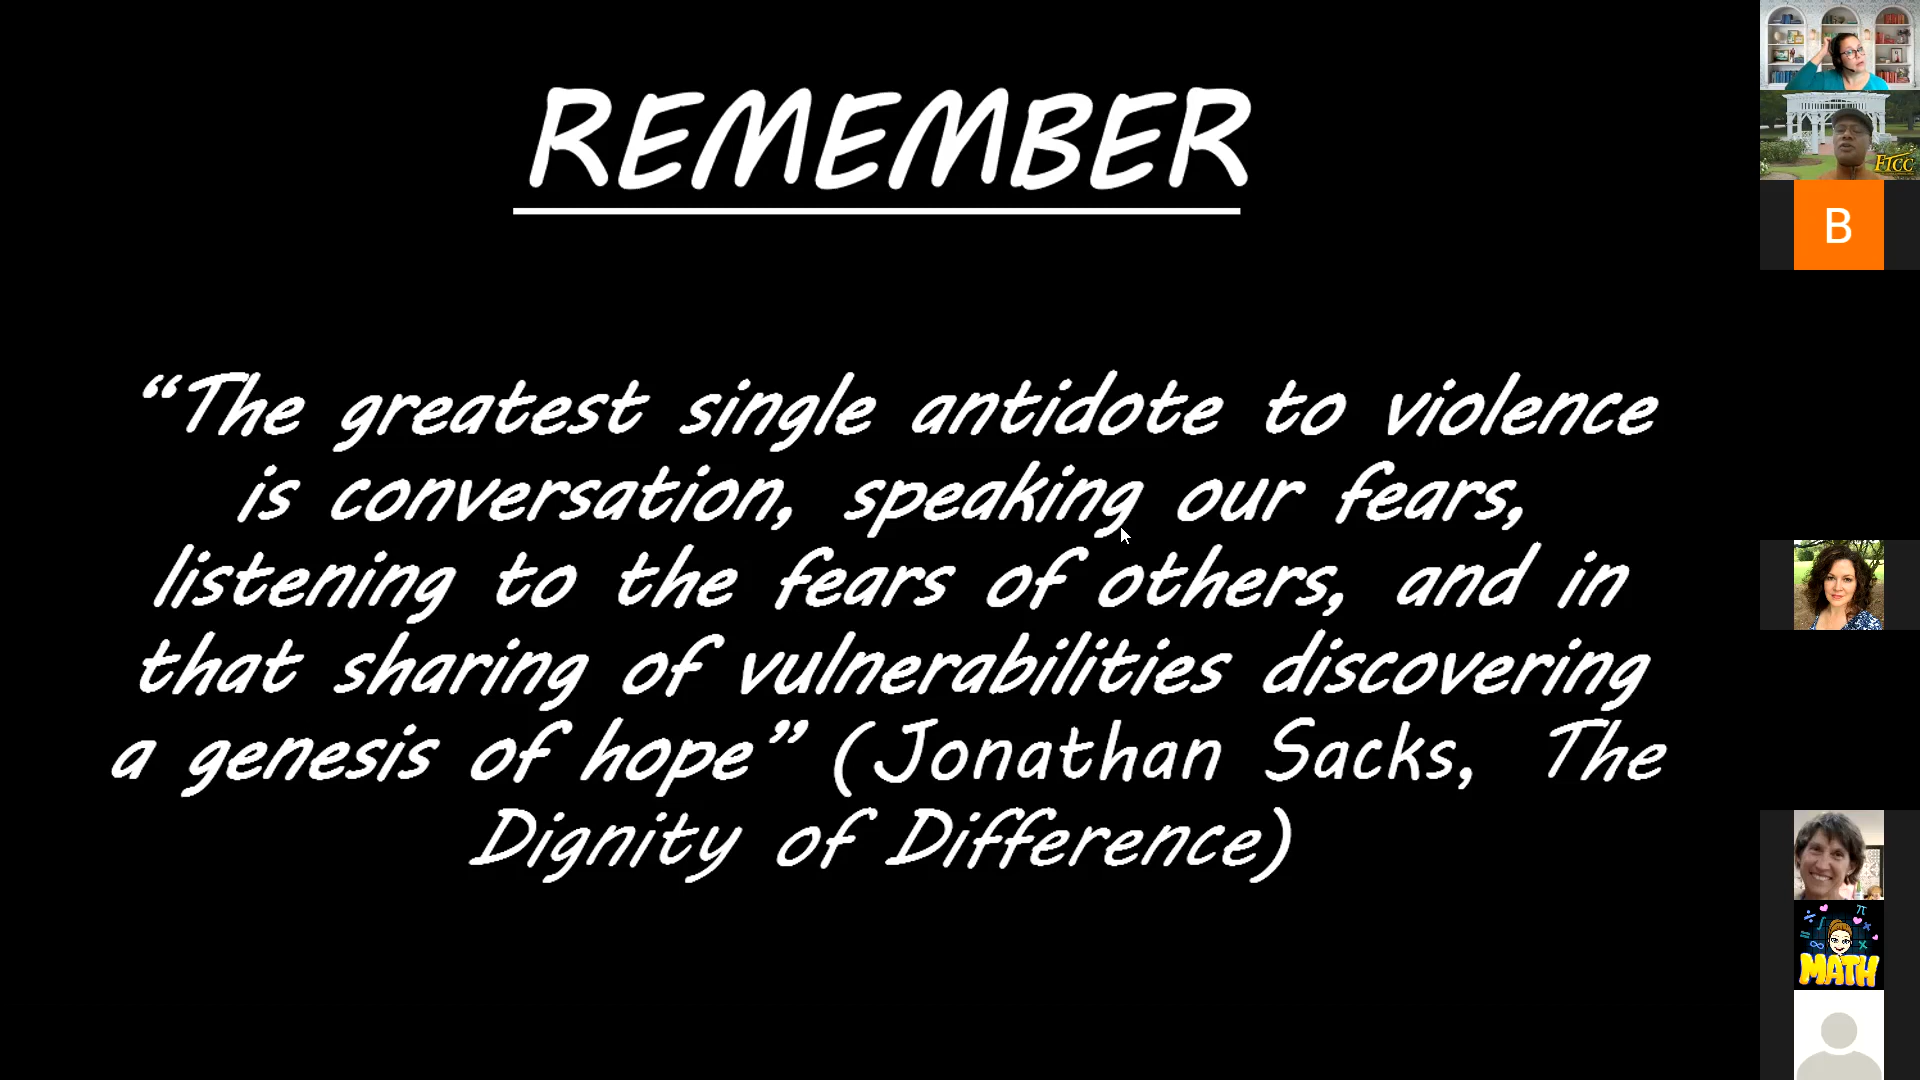 REMEMBER
“The greatest single antidote to violence
is conversation, speaking our fears,
listening to the fears of others, and in
that sharing of vulnerabilities discovering
a genesis of hope” (Jonathan Sacks, The
Dignity of Difference)
FTCC
B
π
MATH